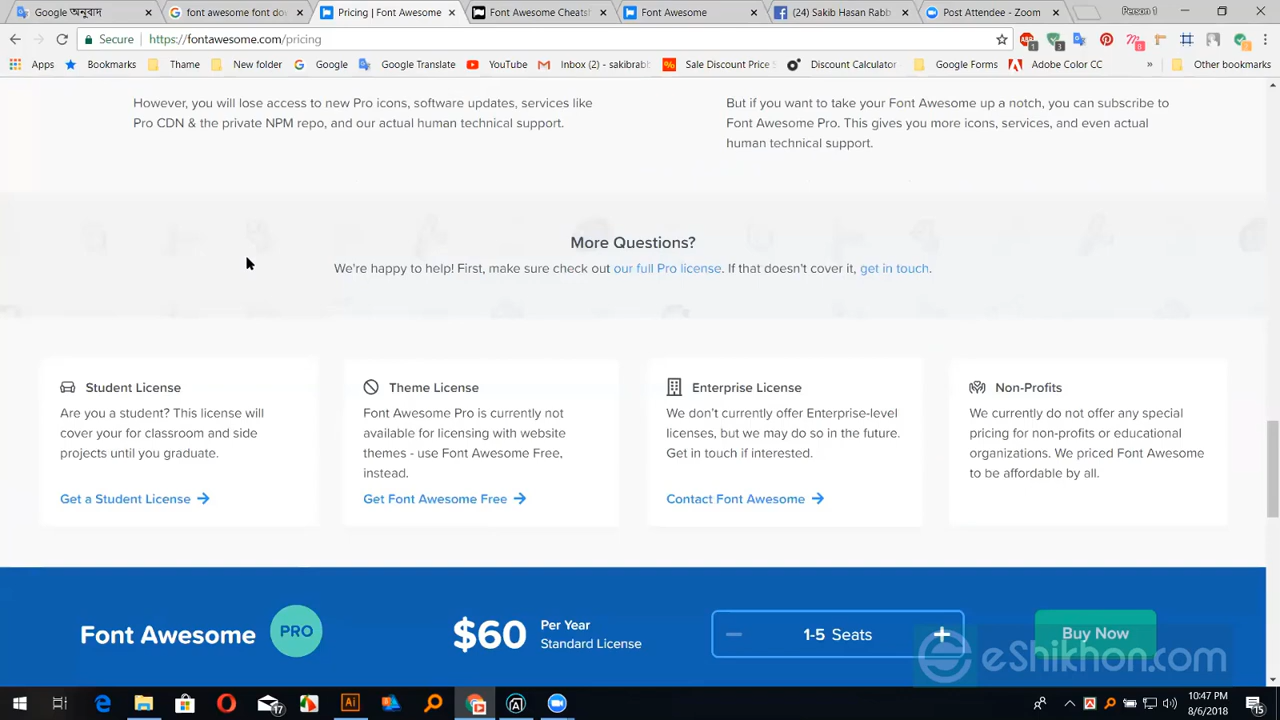 Google অনুবাদ
font awesome font do
Pricing | Font Awesome
Font Awesome Cheatsh
Font Awesome
(24) Sakib Hasan Rabb
Post Attendee - Zoo
Person 1
Secure
https://fontawesome.com/pricing
Apps
Bookmarks
Thame
New folder
Google
Google Translate
YouTube
Inbox (2) - sakibrabb
Sale Discount Price S
Discount Calculator
Google Forms
Adobe Color CC
»
Other bookmarks
However, you will lose access to new Pro icons, software updates, services like
Pro CDN & the private NPM repo, and our actual human technical support.
But if you want to take your Font Awesome up a notch, you can subscribe to
Font Awesome Pro. This gives you more icons, services, and even actual
human technical support.
More Questions?
We're happy to help! First, make sure check out our full Pro license. If that doesn't cover it, get in touch.
Student License
Are you a student? This license will
cover your for classroom and side
projects until you graduate.
Get a Student License
Theme License
Font Awesome Pro is currently not
available for licensing with website
themes - use Font Awesome Free,
instead.
Get Font Awesome Free
Enterprise License
We don't currently offer Enterprise-level
licenses, but we may do so in the future.
Get in touch if interested.
Contact Font Awesome
Non-Profits
We currently do not offer any special
pricing for non-profits or educational
organizations. We priced Font Awesome
to be affordable by all.
Font Awesome PRO
$60
Per Year
Standard License
1-5 Seats
Buy Now
eShikhon.com
17
10:47 PM
8/6/2018
15